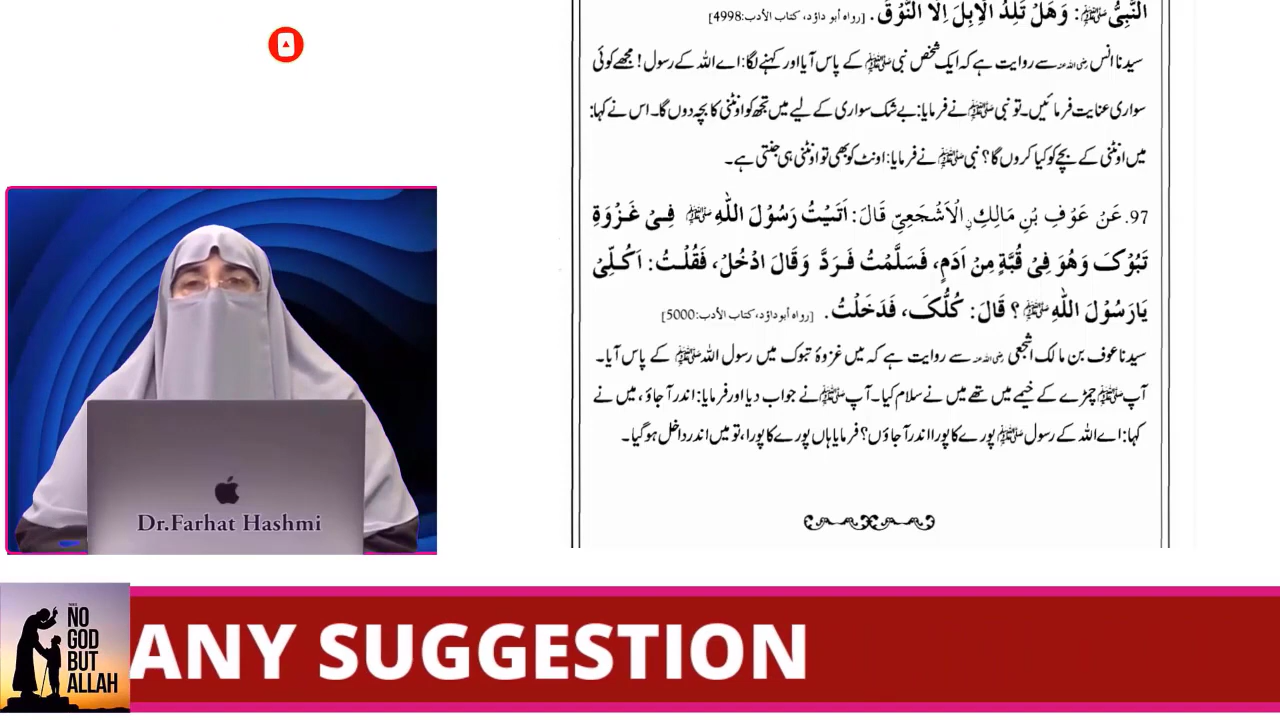 النَّبِيُّ ﷺ: وَهَلْ تَلِدُ الْإِبِلَ إِلَّا النُّوْقُ. [رواه أبو داوٗد، كتاب الأدب:4998]
سیدنا انس رضی اللہ عنہ سے روایت ہے کہ ایک شخص نبی ﷺ کے پاس آیا اور کہنے لگا: اے اللہ کے رسول! مجھے کوئی
سواری عنایت فرمائیں۔ تو نبی ﷺ نے فرمایا: بے شک سواری کے لیے میں تجھ کو اونٹنی کا بچہ دوں گا۔ اس نے کہا:
میں اونٹنی کے بچے کو کیا کروں گا؟ نبی ﷺ نے فرمایا: اونٹ کو بھی تو اونٹنی ہی جنتی ہے۔
97. عَنْ عَوْفِ بْنِ مَالِكِ نِ الْاَشْجَعِيِّ قَالَ: اَتَيْتُ رَسُوْلَ اللّٰهِ ﷺ فِيْ غَزْوَةِ
تَبُوْكَ وَهُوَ فِيْ قُبَّةٍ مِنْ اَدَمٍ، فَسَلَّمْتُ فَرَدَّ وَقَالَ ادْخُلْ، فَقُلْتُ: اَكُلِّيْ
يَارَسُوْلَ اللّٰهِ ﷺ؟ قَالَ: كُلُّكَ، فَدَخَلْتُ. [رواه أبوداوٗد، كتاب الأدب:5000]
سیدنا عوف بن مالک اشجعی رضی اللہ عنہ سے روایت ہے کہ میں غزوۂ تبوک میں رسول اللہ ﷺ کے پاس آیا۔
آپ ﷺ چمڑے کے خیمے میں تھے میں نے سلام کیا۔ آپ ﷺ نے جواب دیا اور فرمایا: اندر آ جاؤ، میں نے
کہا: اے اللہ کے رسول ﷺ پورے کا پورا اندر آ جاؤں؟ فرمایا ہاں پورے کا پورا، تو میں اندر داخل ہو گیا۔
Dr.Farhat Hashmi
NO
GOD
BUT
ALLAH
ANY SUGGESTION